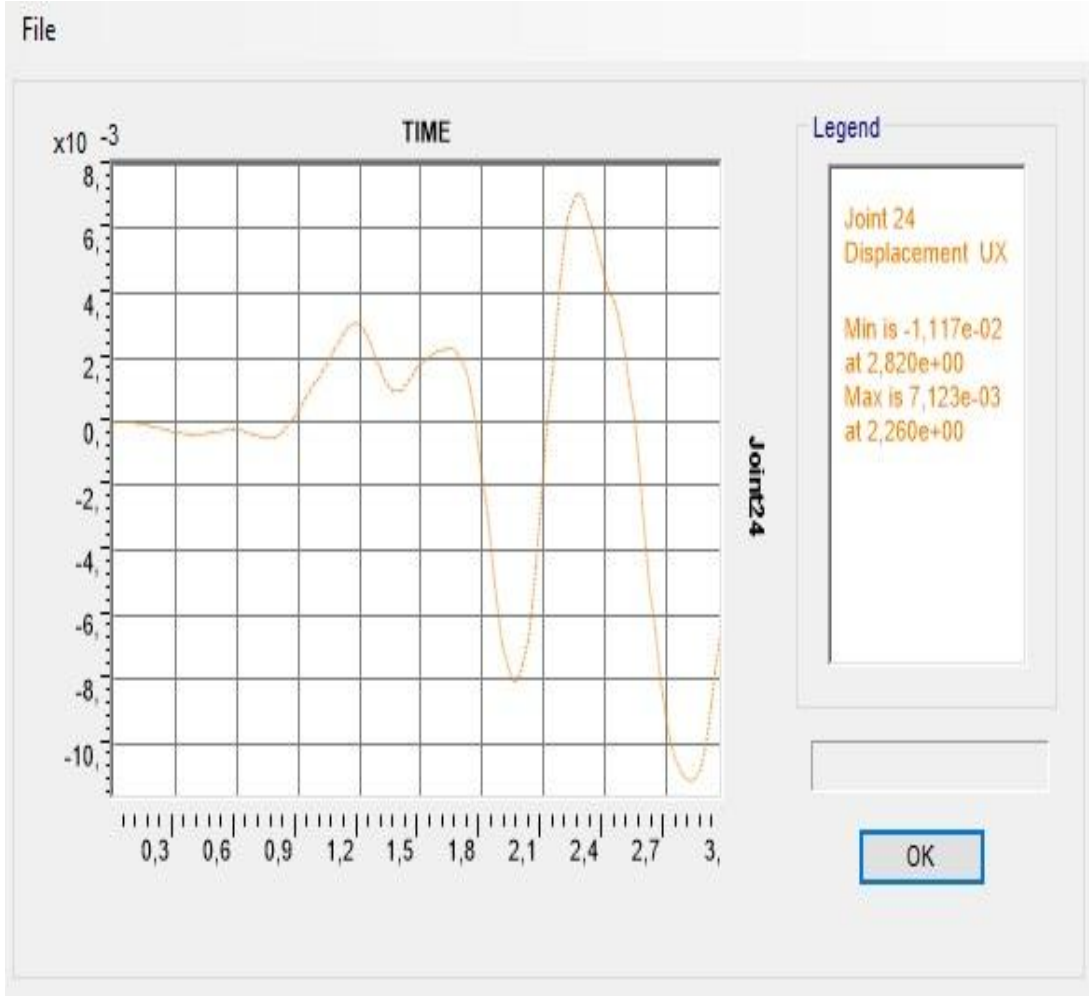 File
x10 -3
TIME
8,
6,
4,
2,
0,
-2,
-4,
-6,
-8,
-10,
0,3 0,6 0,9 1,2 1,5 1,8 2,1 2,4 2,7 3,
Joint24
Legend
Joint 24
Displacement UX
Min is -1,117e-02
at 2,820e+00
Max is 7,123e-03
at 2,260e+00
OK